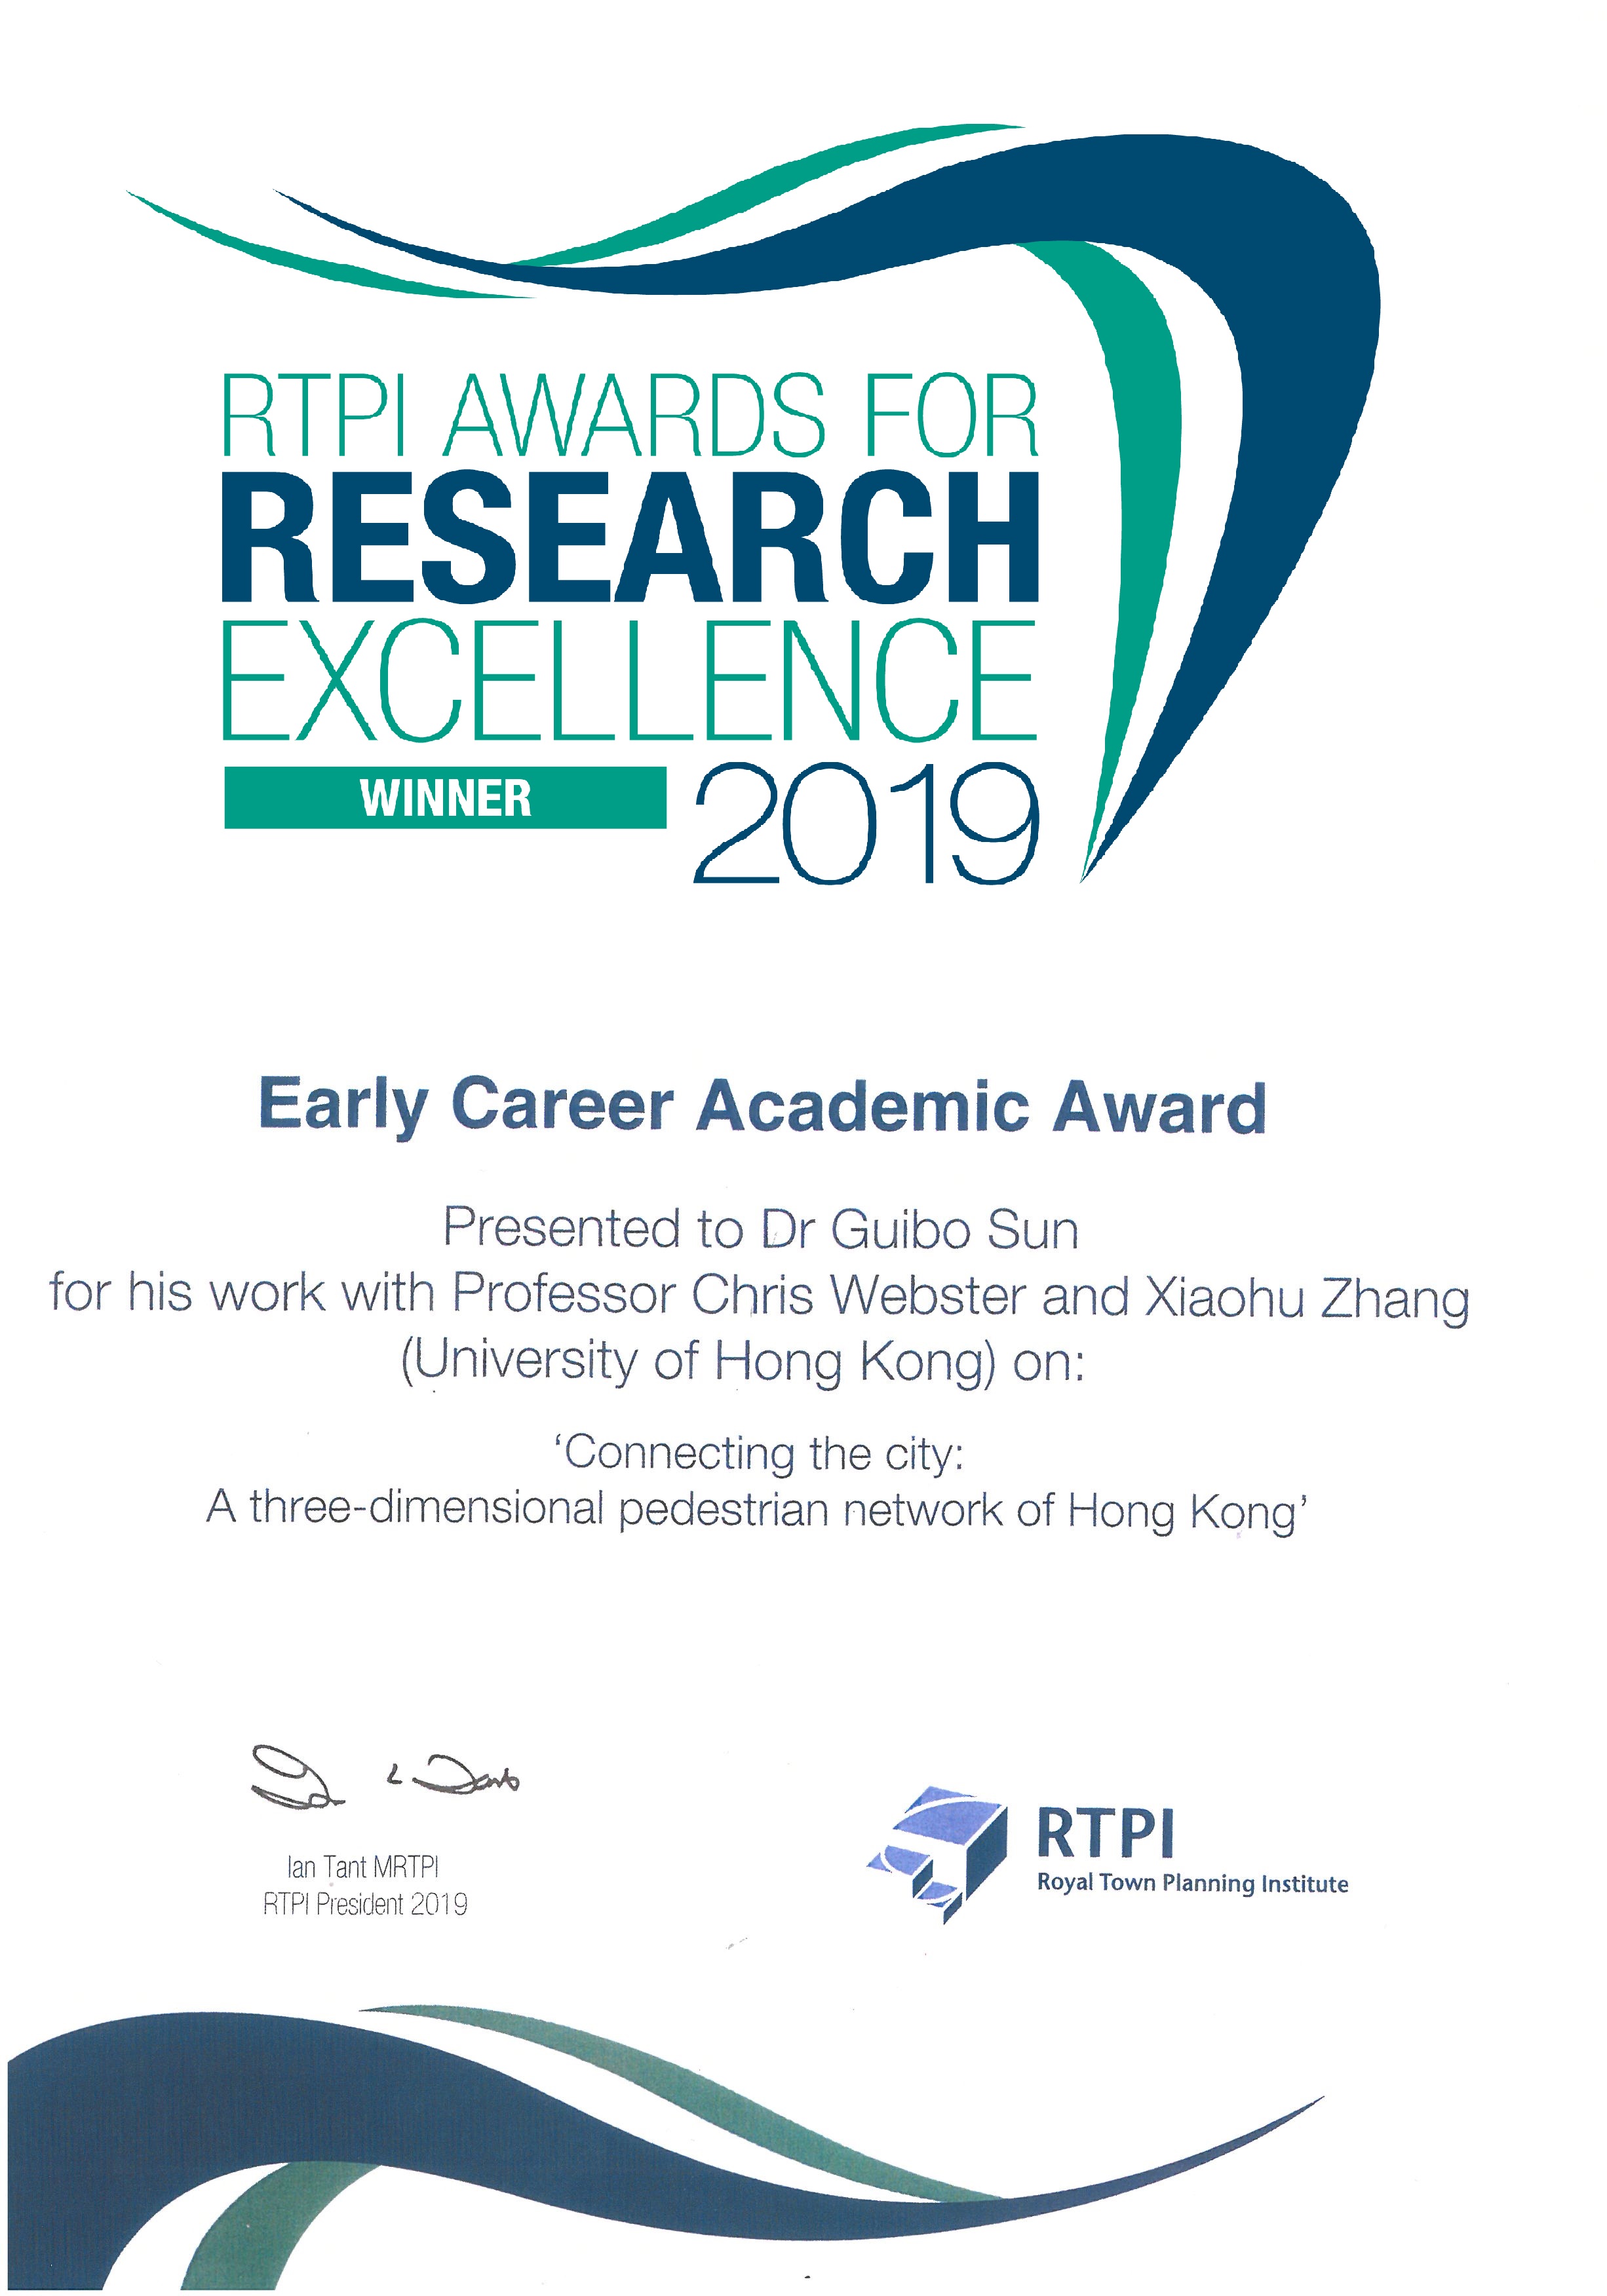 RTPI AWARDS FOR
RESEARCH
EXCELLENCE
WINNER
2019
Early Career Academic Award
Presented to Dr Guibo Sun
for his work with Professor Chris Webster and Xiaohu Zhang
(University of Hong Kong) on:
‘Connecting the city:
A three-dimensional pedestrian network of Hong Kong’
Ian Tant MRTPI
RTPI President 2019
RTPI
Royal Town Planning Institute